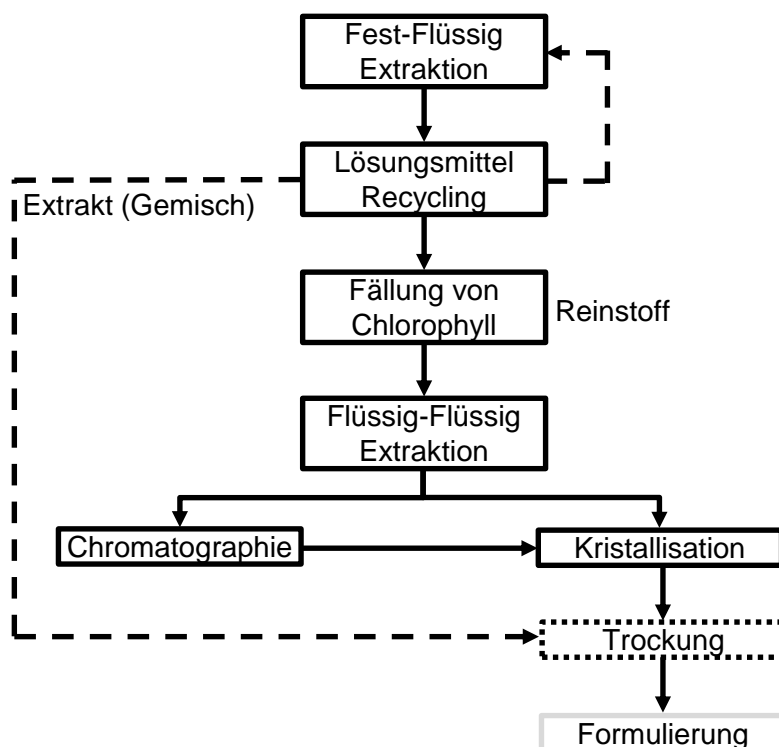 Fest-Flüssig
Extraktion
Lösungsmittel
Recycling
Extrakt (Gemisch)
Fällung von
Chlorophyll
Reinstoff
Flüssig-Flüssig
Extraktion
Chromatographie
Kristallisation
Trockung
Formulierung